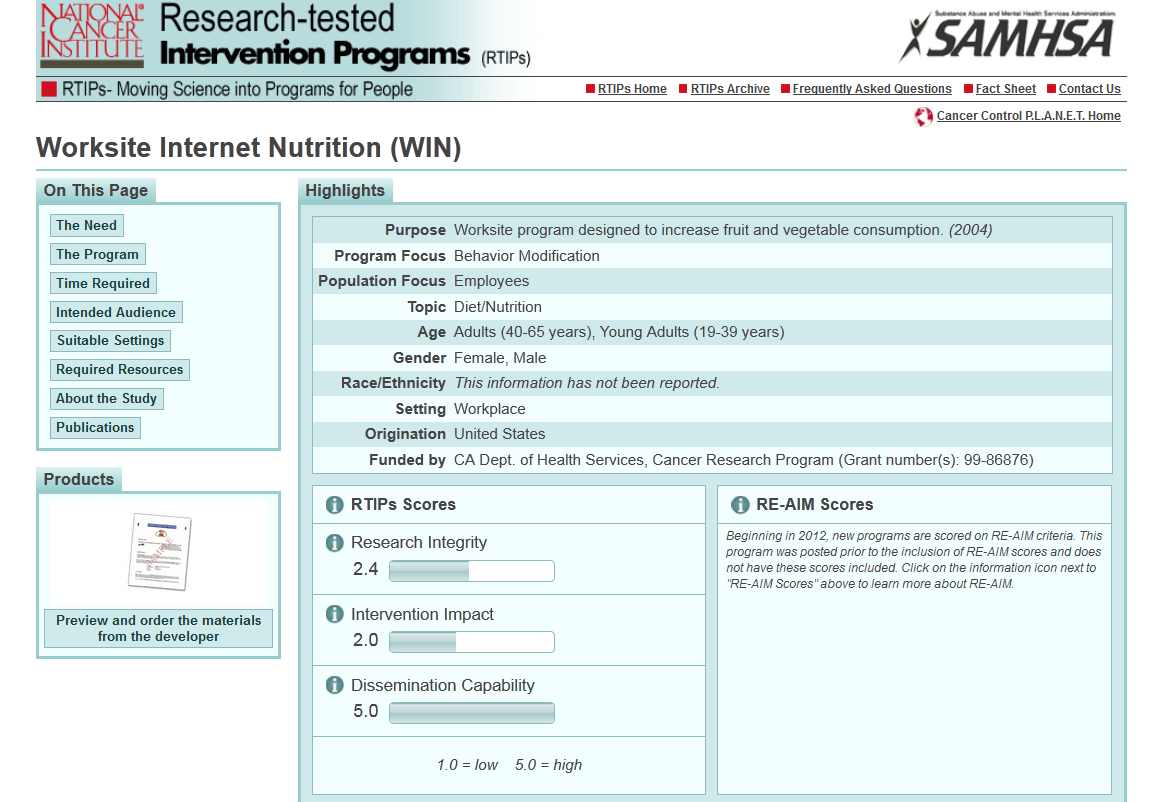 NATIONAL
CANCER
INSTITUTE
Research-tested
Intervention Programs (RTIPs)
Substance Abuse and Mental Health Services Administration
SAMHSA
RTIPs- Moving Science into Programs for People
RTIPs Home RTIPs Archive Frequently Asked Questions Fact Sheet Contact Us
Cancer Control P.L.A.N.E.T. Home
Worksite Internet Nutrition (WIN)
On This Page
The Need
The Program
Time Required
Intended Audience
Suitable Settings
Required Resources
About the Study
Publications
Products
Preview and order the materials
from the developer
Highlights
Purpose Worksite program designed to increase fruit and vegetable consumption. (2004)
Program Focus Behavior Modification
Population Focus Employees
Topic Diet/Nutrition
Age Adults (40-65 years), Young Adults (19-39 years)
Gender Female, Male
Race/Ethnicity This information has not been reported.
Setting Workplace
Origination United States
Funded by CA Dept. of Health Services, Cancer Research Program (Grant number(s): 99-86876)
RTIPs Scores
Research Integrity
2.4
Intervention Impact
2.0
Dissemination Capability
5.0
1.0 = low 5.0 = high
RE-AIM Scores
Beginning in 2012, new programs are scored on RE-AIM criteria. This
program was posted prior to the inclusion of RE-AIM scores and does
not have these scores included. Click on the information icon next to
"RE-AIM Scores" above to learn more about RE-AIM.